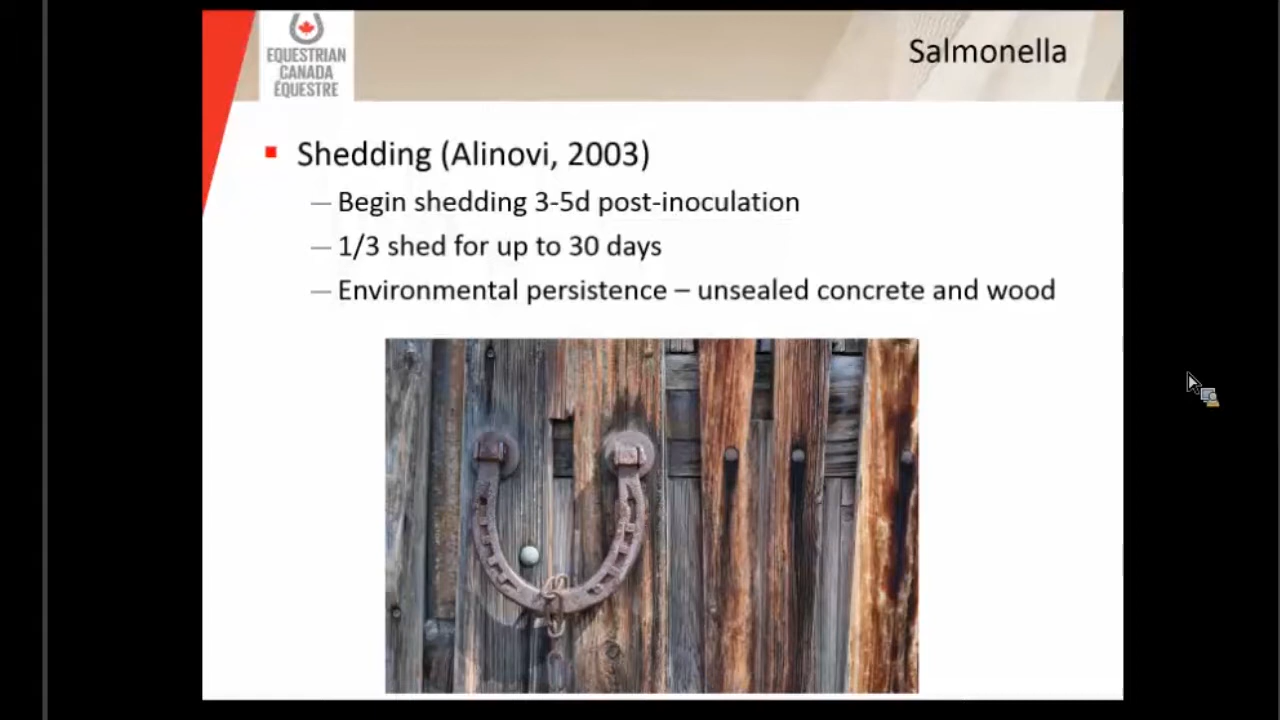 EQUESTRIAN
CANADA
ÉQUESTRE
Salmonella
Shedding (Alinovi, 2003)
— Begin shedding 3-5d post-inoculation
— 1/3 shed for up to 30 days
— Environmental persistence – unsealed concrete and wood